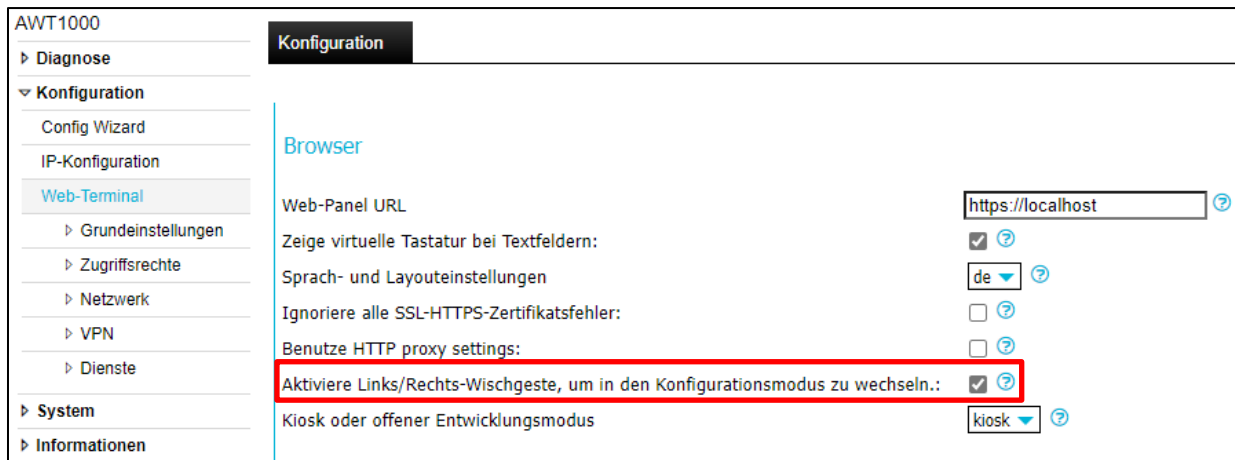 AWT1000
Diagnose
Konfiguration
Config Wizard
IP-Konfiguration
Web-Terminal
Grundeinstellungen
Zugriffsrechte
Netzwerk
VPN
Dienste
System
Informationen
Konfiguration
Browser
Web-Panel URL https://localhost ?
Zeige virtuelle Tastatur bei Textfeldern: ?
Sprach- und Layouteinstellungen de ?
Ignoriere alle SSL-HTTPS-Zertifikatsfehler: ?
Benutze HTTP proxy settings: ?
Aktiviere Links/Rechts-Wischgeste, um in den Konfigurationsmodus zu wechseln.: ?
Kiosk oder offener Entwicklungsmodus kiosk ?